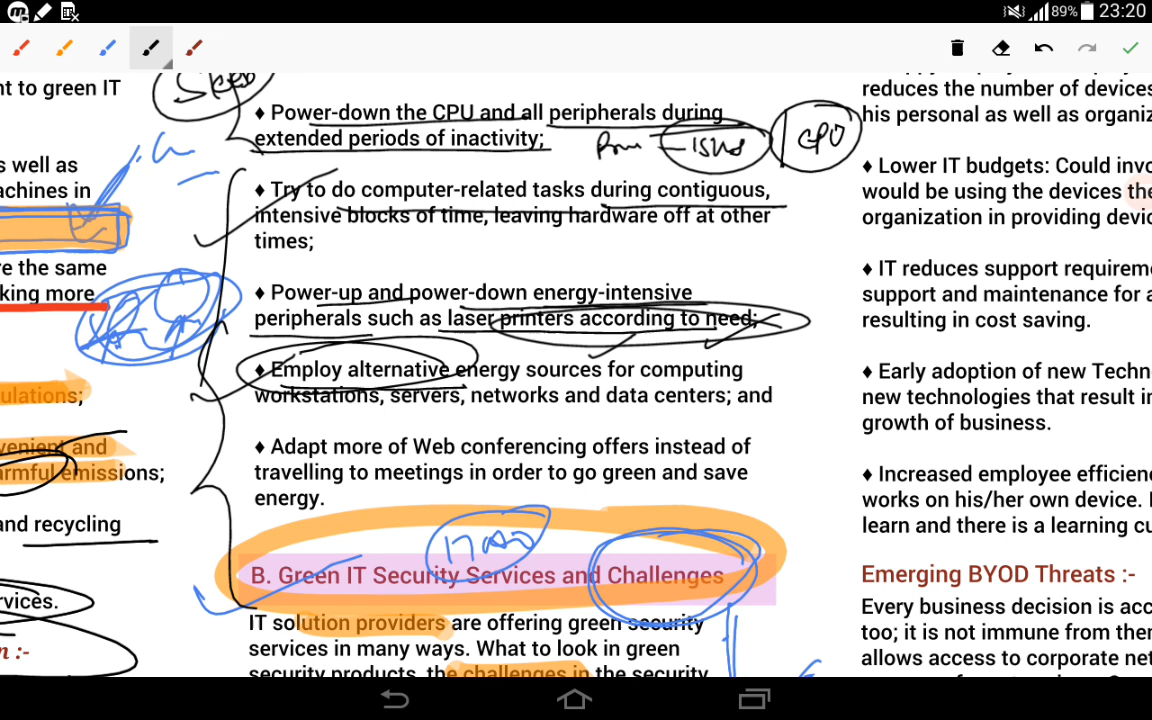 89% 23:20
nt to green IT
s well as
achines in
re the same
king more
ulations;
venient and
armful emissions;
and recycling
rvices.
n :-
♦ Power-down the CPU and all peripherals during
extended periods of inactivity;
CPU
♦ Try to do computer-related tasks during contiguous,
intensive blocks of time, leaving hardware off at other
times;
♦ Power-up and power-down energy-intensive
peripherals such as laser printers according to need;
♦ Employ alternative energy sources for computing
workstations, servers, networks and data centers; and
♦ Adapt more of Web conferencing offers instead of
travelling to meetings in order to go green and save
energy.
B. Green IT Security Services and Challenges
IT solution providers are offering green security
services in many ways. What to look in green
security products, the challenges in the security
reduces the number of devices
his personal as well as organiz
♦ Lower IT budgets: Could invo
would be using the devices the
organization in providing devic
♦ IT reduces support requireme
support and maintenance for a
resulting in cost saving.
♦ Early adoption of new Techn
new technologies that result in
growth of business.
♦ Increased employee efficienc
works on his/her own device. I
learn and there is a learning cu
Emerging BYOD Threats :-
Every business decision is acc
too; it is not immune from ther
allows access to corporate net